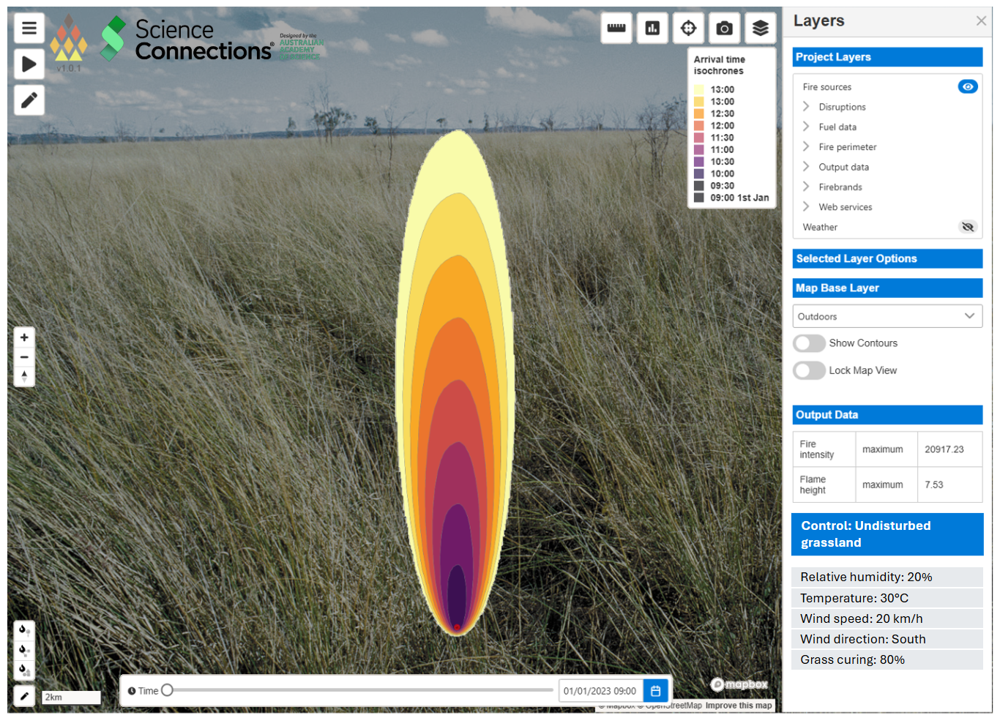 Science
Connections®
Designed by the
AUSTRALIAN
ACADEMY
OF SCIENCE
v1.0.1
Arrival time
isochrones
13:00
13:00
12:30
12:00
11:30
11:00
10:30
10:00
09:30
09:00 1st Jan
2km
Time
01/01/2023 09:00
mapbox
© Mapbox © OpenStreetMap Improve this map
Layers
Project Layers
Fire sources
Disruptions
Fuel data
Fire perimeter
Output data
Firebrands
Web services
Weather
Selected Layer Options
Map Base Layer
Outdoors
Show Contours
Lock Map View
Output Data
Fire
intensity
maximum
20917.23
Flame
height
maximum
7.53
Control: Undisturbed
grassland
Relative humidity: 20%
Temperature: 30°C
Wind speed: 20 km/h
Wind direction: South
Grass curing: 80%